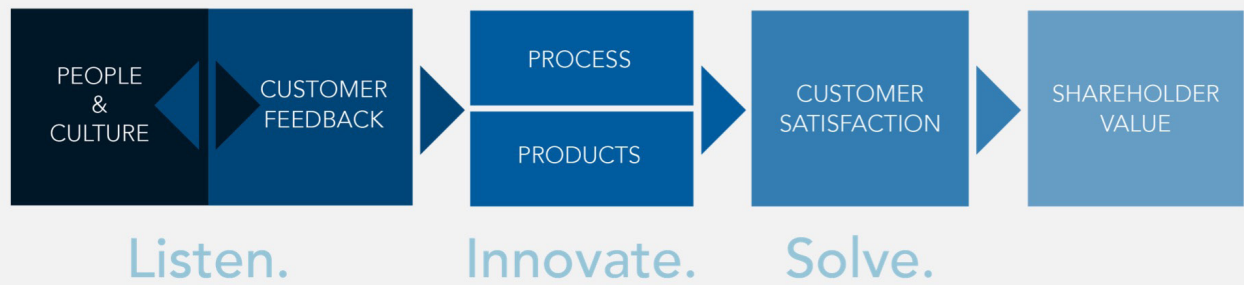 PEOPLE
&
CULTURE
CUSTOMER
FEEDBACK
PROCESS
PRODUCTS
CUSTOMER
SATISFACTION
SHAREHOLDER
VALUE
Listen.
Innovate.
Solve.